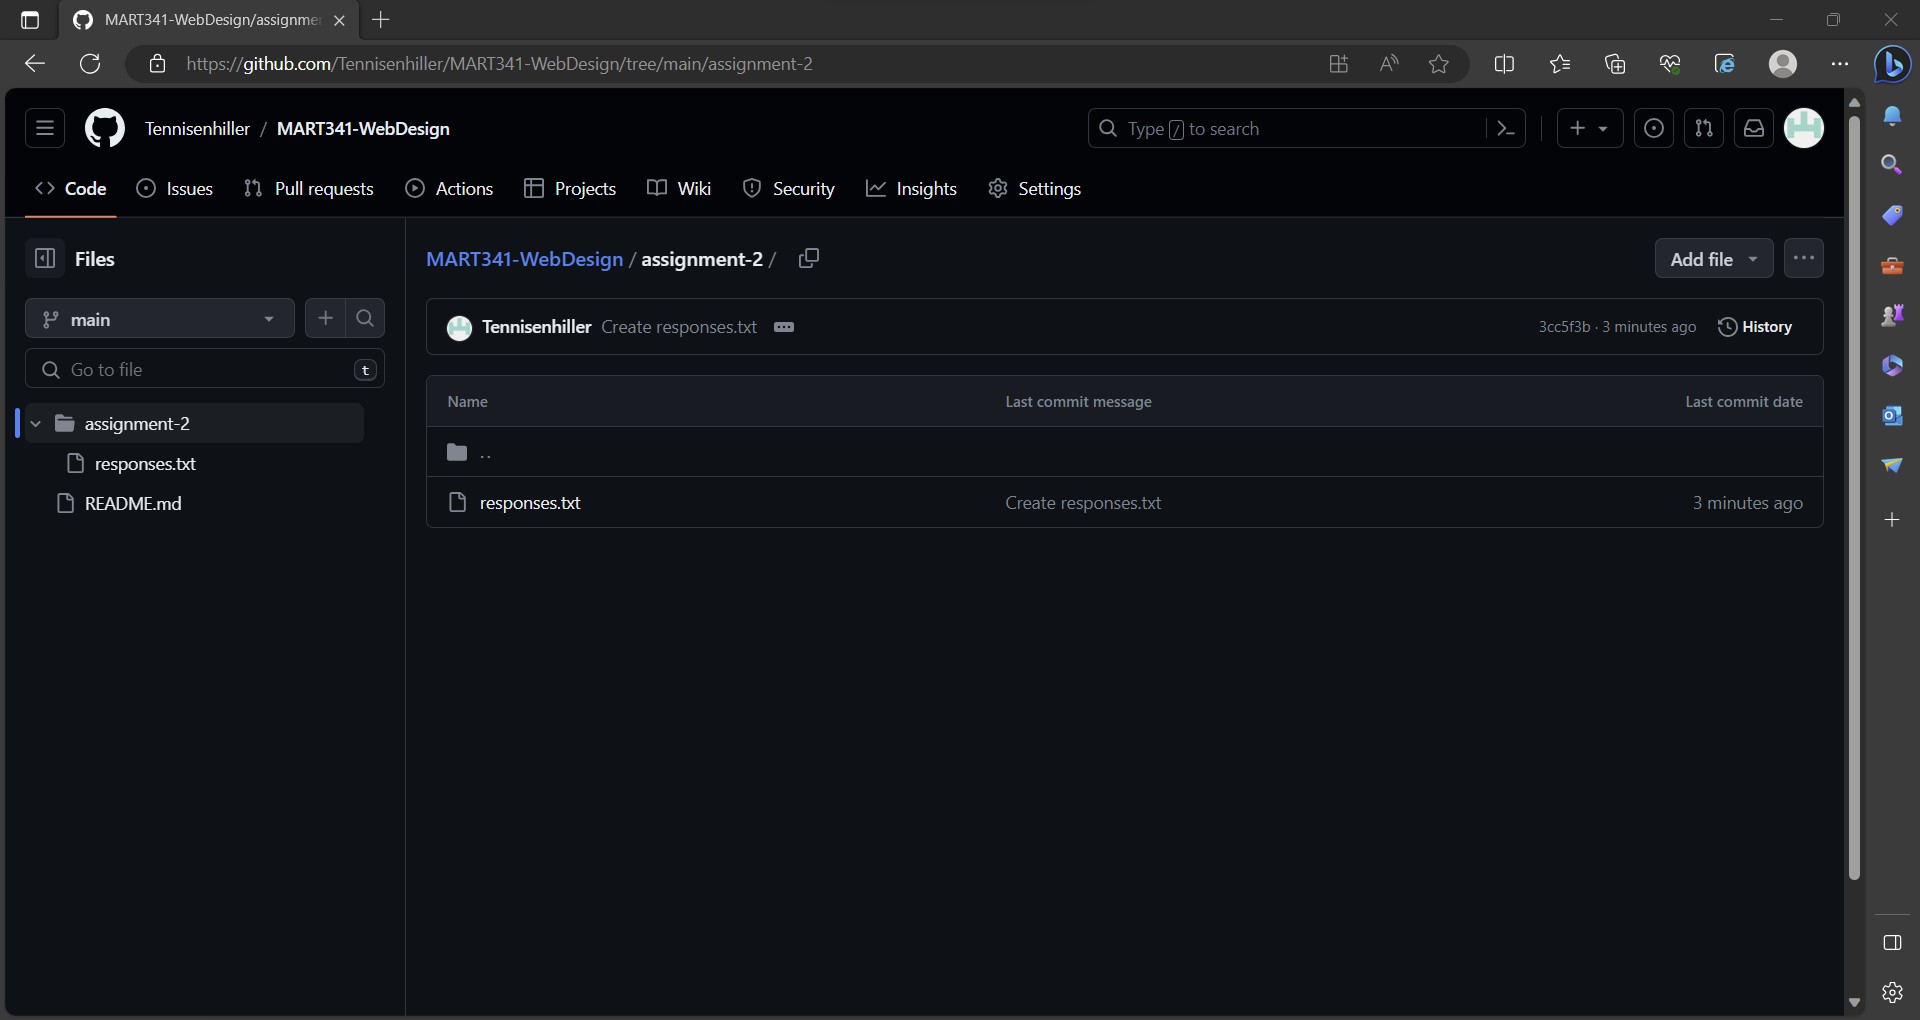 MART341-WebDesign/assignme
https://github.com/Tennisenhiller/MART341-WebDesign/tree/main/assignment-2
Tennisenhiller / MART341-WebDesign
Type / to search
Code Issues Pull requests Actions Projects Wiki Security Insights Settings
Files
MART341-WebDesign / assignment-2 /
Add file
main
Tennisenhiller Create responses.txt
3cc5f3b · 3 minutes ago
History
Go to file
t
Name Last commit message Last commit date
assignment-2
..
responses.txt
responses.txt Create responses.txt 3 minutes ago
README.md